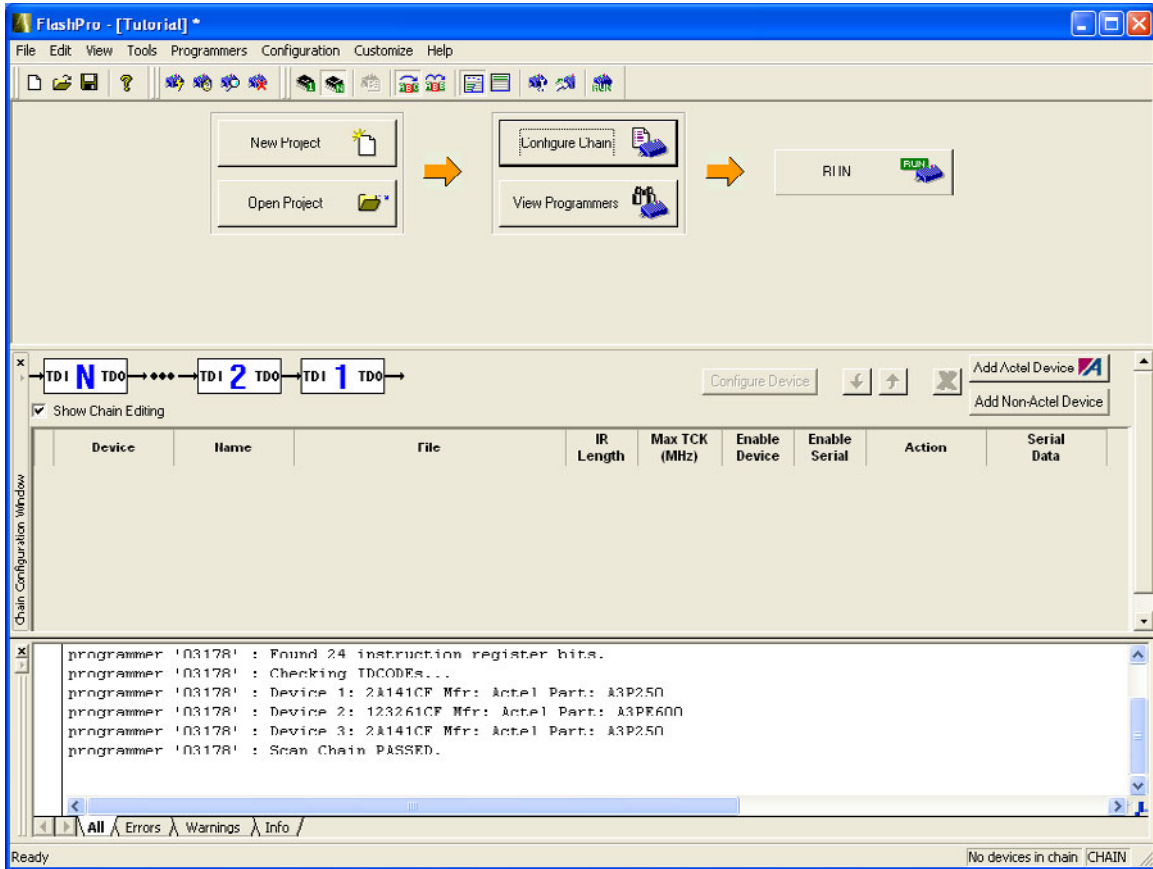 FlashPro - [Tutorial] *
File Edit View Tools Programmers Configuration Customize Help
New Project
Configure Chain
RUN
RUN
Open Project
View Programmers
TDI N TDO TDI 2 TDO TDI 1 TDO
Configure Device
Add Actel Device
Show Chain Editing
Add Non-Actel Device
Device Name File IR Length Max TCK (MHz) Enable Device Enable Serial Action Serial Data
Chain Configuration Window
programmer '03178' : Found 24 instruction register bits.
programmer '03178' : Checking IDCODEs...
programmer '03178' : Device 1: 2A141CF Mfr: Actel Part: A3P250
programmer '03178' : Device 2: 123261CF Mfr: Actel Part: A3PE600
programmer '03178' : Device 3: 2A141CF Mfr: Actel Part: A3P250
programmer '03178' : Scan Chain PASSED.
All Errors Warnings Info
Ready
No devices in chain CHAIN